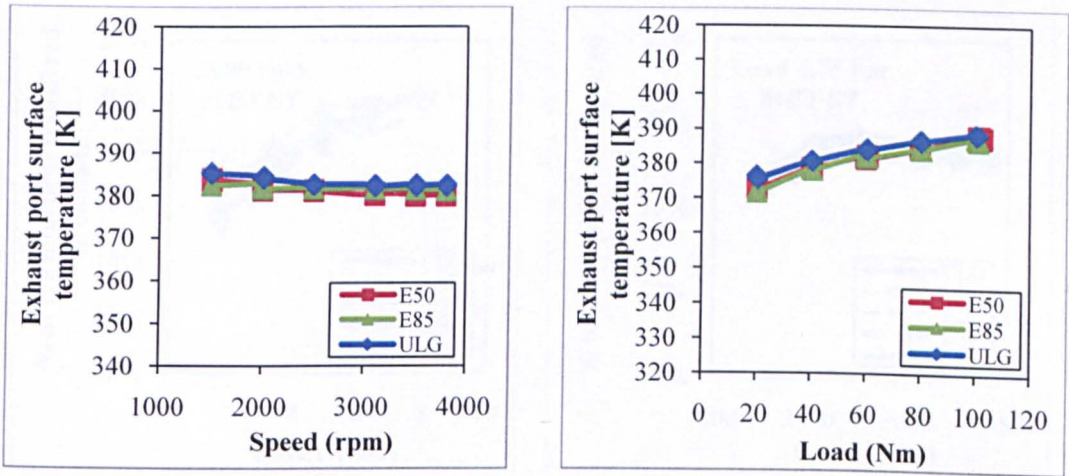 420
410
400
390
380
370
360
350
340
Exhaust port surface
temperature [K]
E50
E85
ULG
1000 2000 3000 4000
Speed (rpm)
420
410
400
390
380
370
360
350
340
330
320
Exhaust port surface
temperature [K]
E50
E85
ULG
0 20 40 60 80 100 120
Load (Nm)